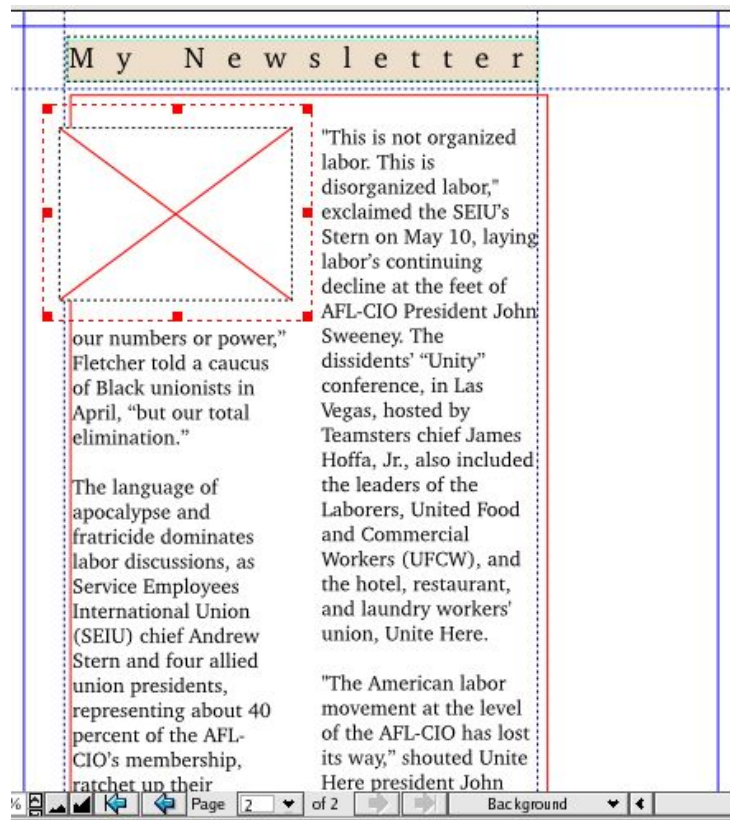 My Newsletter
our numbers or power,”
Fletcher told a caucus
of Black unionists in
April, “but our total
elimination.”
The language of
apocalypse and
fratricide dominates
labor discussions, as
Service Employees
International Union
(SEIU) chief Andrew
Stern and four allied
union presidents,
representing about 40
percent of the AFL-
CIO’s membership,
ratchet up their
"This is not organized
labor. This is
disorganized labor,"
exclaimed the SEIU’s
Stern on May 10, laying
labor’s continuing
decline at the feet of
AFL-CIO President John
Sweeney. The
dissidents’ “Unity”
conference, in Las
Vegas, hosted by
Teamsters chief James
Hoffa, Jr., also included
the leaders of the
Laborers, United Food
and Commercial
Workers (UFCW), and
the hotel, restaurant,
and laundry workers'
union, Unite Here.
"The American labor
movement at the level
of the AFL-CIO has lost
its way,” shouted Unite
Here president John
% Page 2 of 2 Background